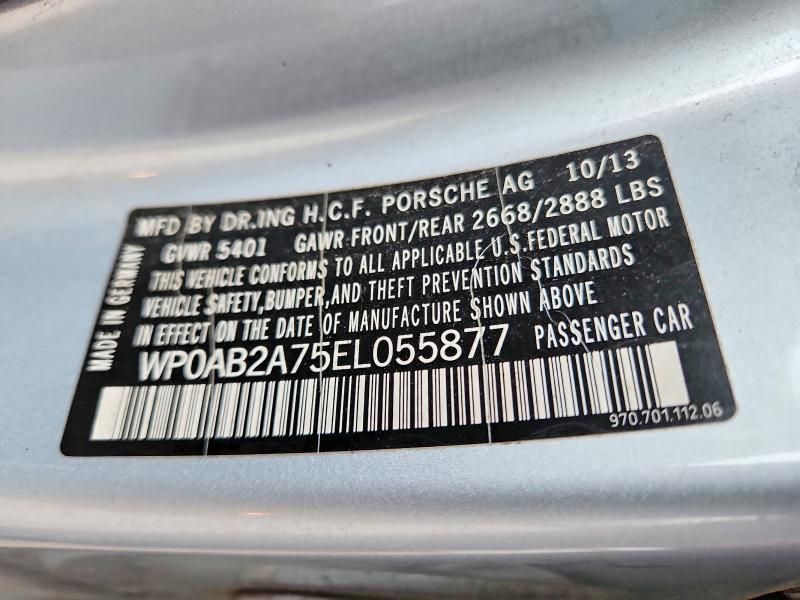 MFD BY DR.ING H.C.F. PORSCHE AG 10/13
GVWR 5401 GAWR FRONT/REAR 2668/2888 LBS
THIS VEHICLE CONFORMS TO ALL APPLICABLE U.S.FEDERAL MOTOR
VEHICLE SAFETY,BUMPER,AND THEFT PREVENTION STANDARDS
IN EFFECT ON THE DATE OF MANUFACTURE SHOWN ABOVE
WP0AB2A75EL055877 PASSENGER CAR
970.701.112.06
MADE IN GERMANY